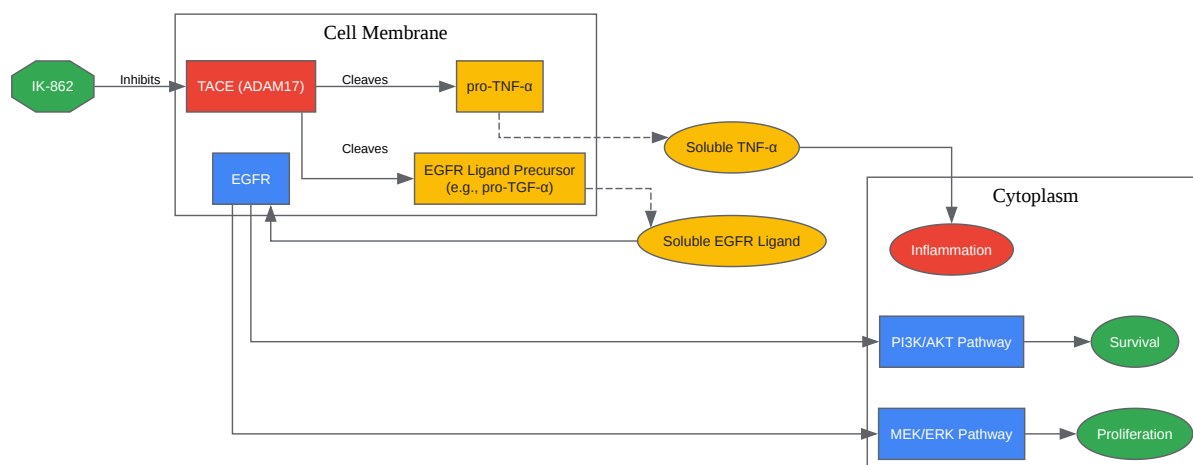 Cell Membrane
IK-862
Inhibits
TACE (ADAM17)
Cleaves
pro-TNF-α
Cleaves
EGFR
EGFR Ligand Precursor
(e.g., pro-TGF-α)
Soluble TNF-α
Soluble EGFR Ligand
Cytoplasm
Inflammation
PI3K/AKT Pathway
Survival
MEK/ERK Pathway
Proliferation